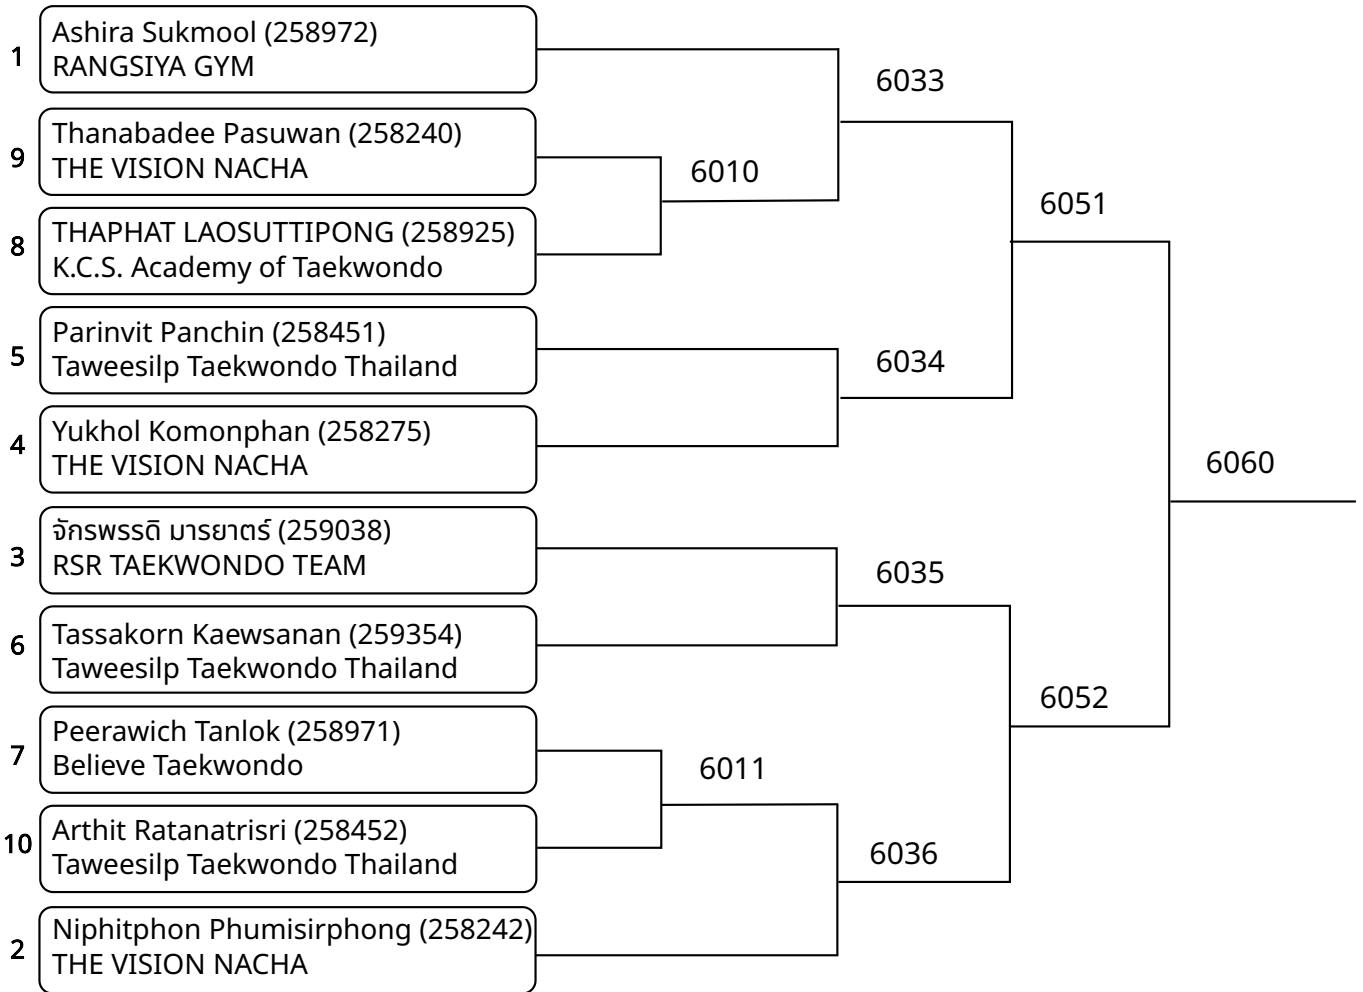 1
Ashira Sukmool (258972)
RANGSIYA GYM
9
Thanabadee Pasuwan (258240)
THE VISION NACHA
8
THAPHAT LAOSUTTIPONG (258925)
K.C.S. Academy of Taekwondo
5
Parinvit Panchin (258451)
Taweesilp Taekwondo Thailand
4
Yukhol Komonphan (258275)
THE VISION NACHA
3
จักรพรรดิ มารยาตร์ (259038)
RSR TAEKWONDO TEAM
6
Tassakorn Kaewsanan (259354)
Taweesilp Taekwondo Thailand
7
Peerawich Tanlok (258971)
Believe Taekwondo
10
Arthit Ratanatrisri (258452)
Taweesilp Taekwondo Thailand
2
Niphitphon Phumisirphong (258242)
THE VISION NACHA
6010
6011
6033
6034
6035
6036
6051
6052
6060